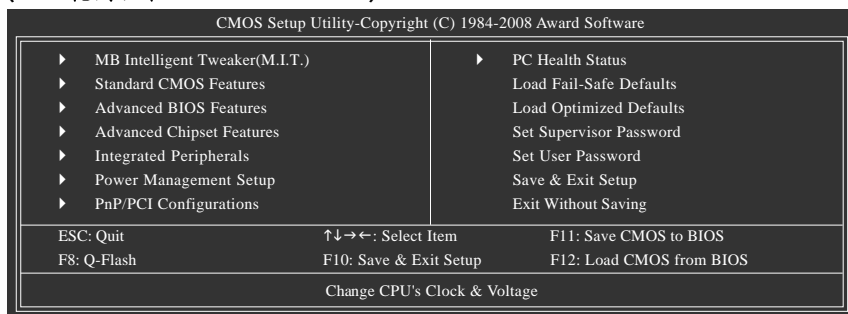 CMOS Setup Utility-Copyright (C) 1984-2008 Award Software
MB Intelligent Tweaker(M.I.T.)
Standard CMOS Features
Advanced BIOS Features
Advanced Chipset Features
Integrated Peripherals
Power Management Setup
PnP/PCI Configurations
PC Health Status
Load Fail-Safe Defaults
Load Optimized Defaults
Set Supervisor Password
Set User Password
Save & Exit Setup
Exit Without Saving
ESC: Quit ↑↓→←: Select Item F11: Save CMOS to BIOS
F8: Q-Flash F10: Save & Exit Setup F12: Load CMOS from BIOS
Change CPU's Clock & Voltage